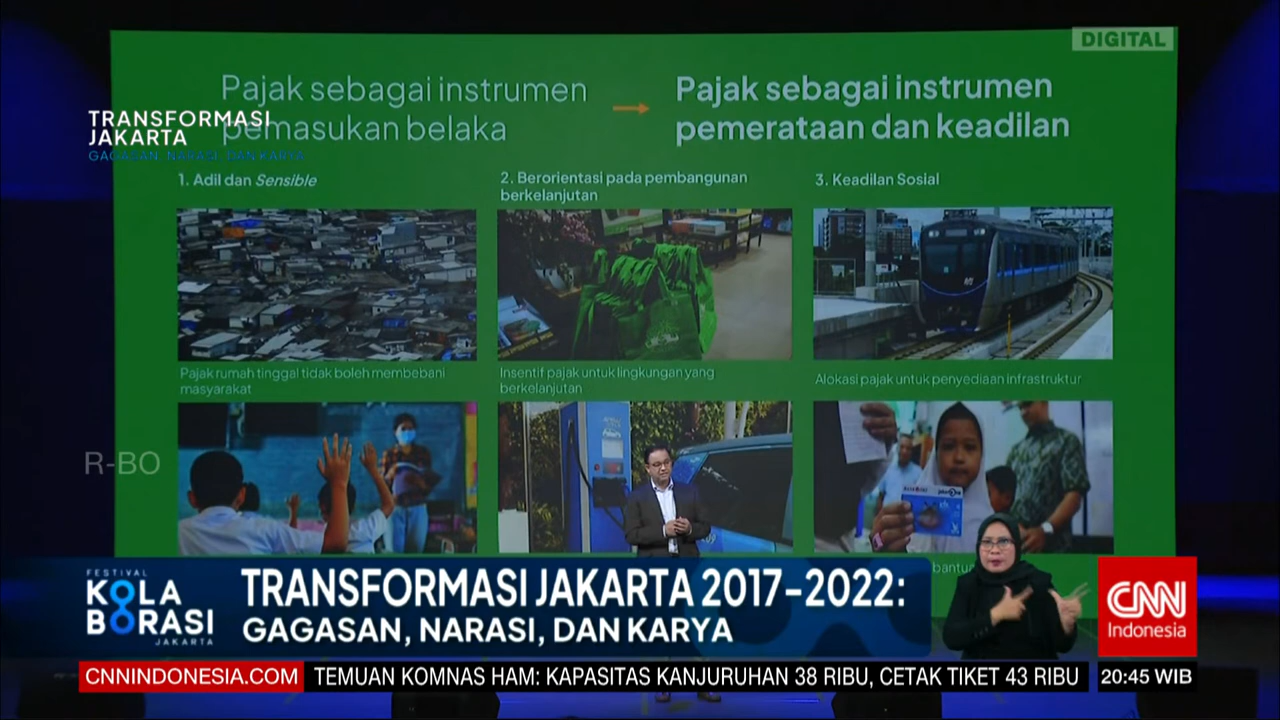 DIGITAL
Pajak sebagai instrumen
pemasukan belaka
Pajak sebagai instrumen
pemerataan dan keadilan
TRANSFORMASI
JAKARTA
GAGASAN, NARASI, DAN KARYA
1. Adil dan Sensible
2. Berorientasi pada pembangunan
berkelanjutan
3. Keadilan Sosial
Pajak rumah tinggal tidak boleh membebani
masyarakat
Insentif pajak untuk lingkungan yang
berkelanjutan
Alokasi pajak untuk penyediaan infrastruktur
R-BO
FESTIVAL
KOLA
BORASI
JAKARTA
TRANSFORMASI JAKARTA 2017-2022:
GAGASAN, NARASI, DAN KARYA
CNN
Indonesia
CNNINDONESIA.COM
TEMUAN KOMNAS HAM: KAPASITAS KANJURUHAN 38 RIBU, CETAK TIKET 43 RIBU
20:45 WIB